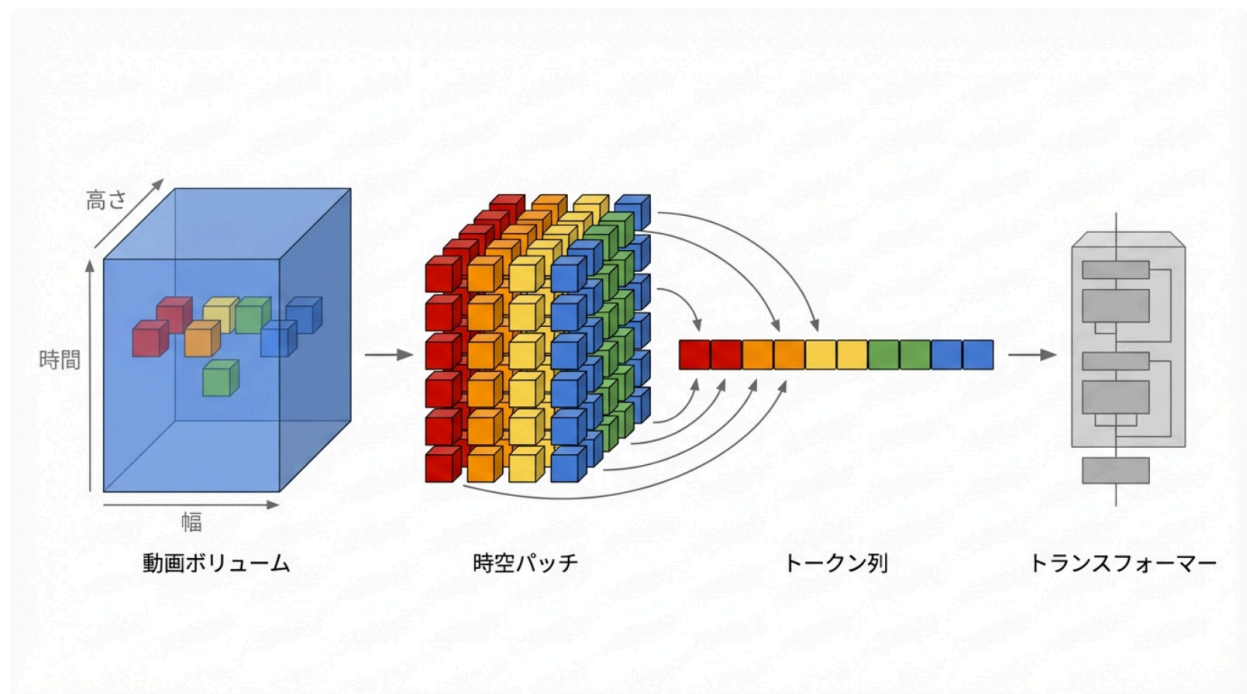 高さ
時間
幅
動画ボリューム
時空パッチ
トークン列
トランスフォーマー